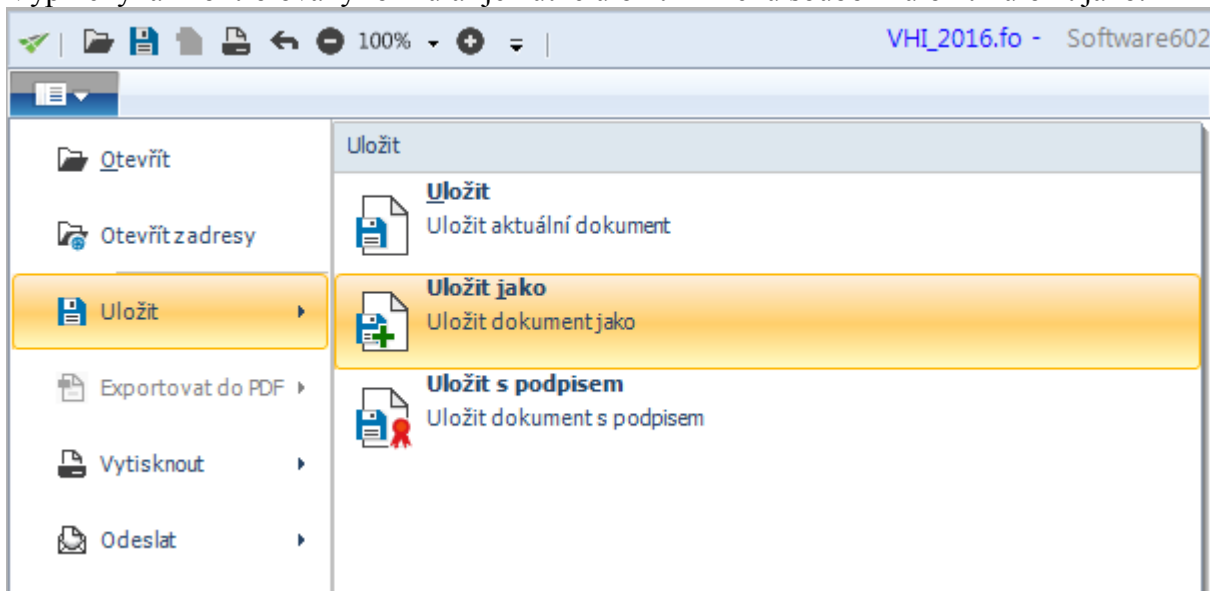 100%
VHI_2016.fo - Software602
Otevřít
Otevřít z adresy
Uložit
Exportovat do PDF
Vytisknout
Odeslat
Uložit
Uložit
Uložit aktuální dokument
Uložit jako
Uložit dokument jako
Uložit s podpisem
Uložit dokument s podpisem